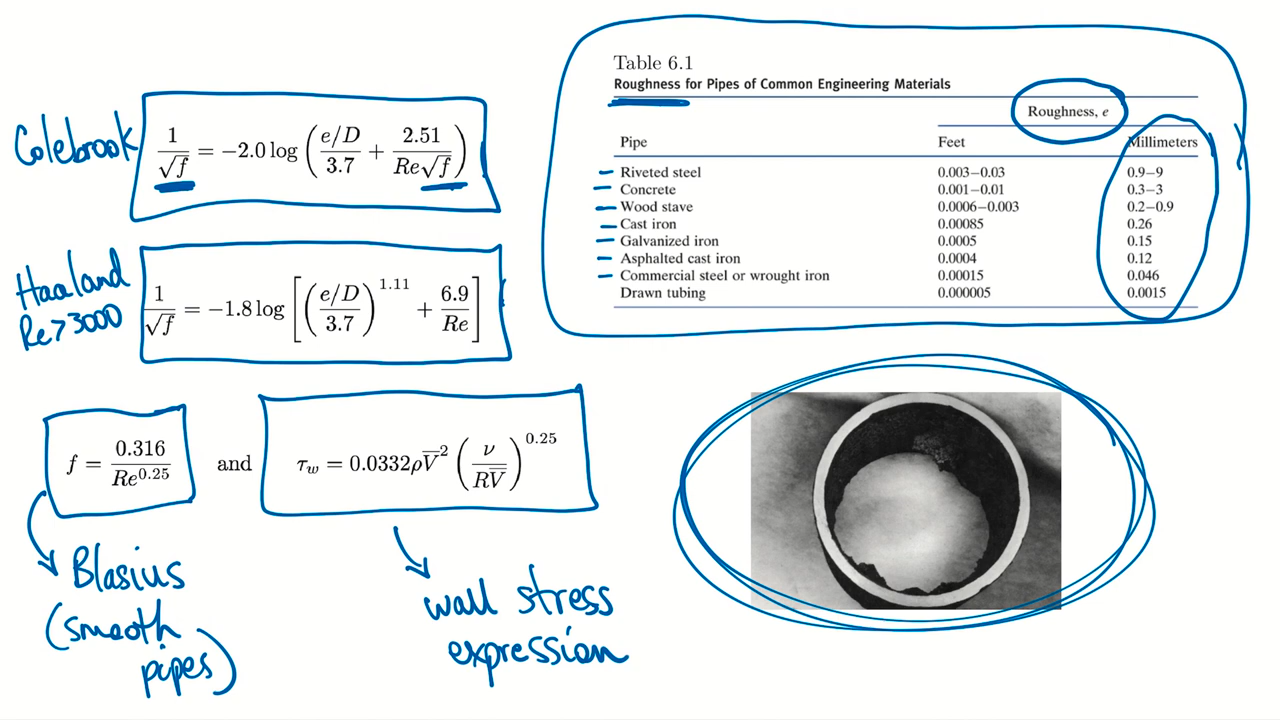 Colebrook
1/√f = −2.0 log ( (e/D)/3.7 + 2.51/(Re√f) )
Haaland
Re>3000
1/√f = −1.8 log [ ( (e/D)/3.7 )^1.11 + 6.9/Re ]
f = 0.316/Re^0.25 and τ_w = 0.0332ρV̅^2 ( ν/(RV̅) )^0.25
Blasius
(smooth
pipes)
wall stress
expression
Table 6.1
Roughness for Pipes of Common Engineering Materials
Roughness, e
Pipe Feet Millimeters
Riveted steel 0.003–0.03 0.9–9
Concrete 0.001–0.01 0.3–3
Wood stave 0.0006–0.003 0.2–0.9
Cast iron 0.00085 0.26
Galvanized iron 0.0005 0.15
Asphalted cast iron 0.0004 0.12
Commercial steel or wrought iron 0.00015 0.046
Drawn tubing 0.000005 0.0015